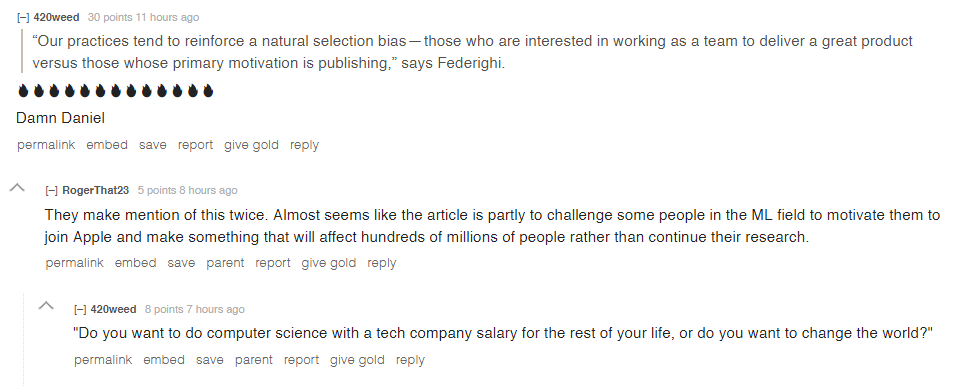 [–] 420weed 30 points 11 hours ago
“Our practices tend to reinforce a natural selection bias — those who are interested in working as a team to deliver a great product
versus those whose primary motivation is publishing,” says Federighi.
Damn Daniel
permalink embed save report give gold reply
[–] RogerThat23 5 points 8 hours ago
They make mention of this twice. Almost seems like the article is partly to challenge some people in the ML field to motivate them to
join Apple and make something that will affect hundreds of millions of people rather than continue their research.
permalink embed save parent report give gold reply
[–] 420weed 8 points 7 hours ago
"Do you want to do computer science with a tech company salary for the rest of your life, or do you want to change the world?"
permalink embed save parent report give gold reply